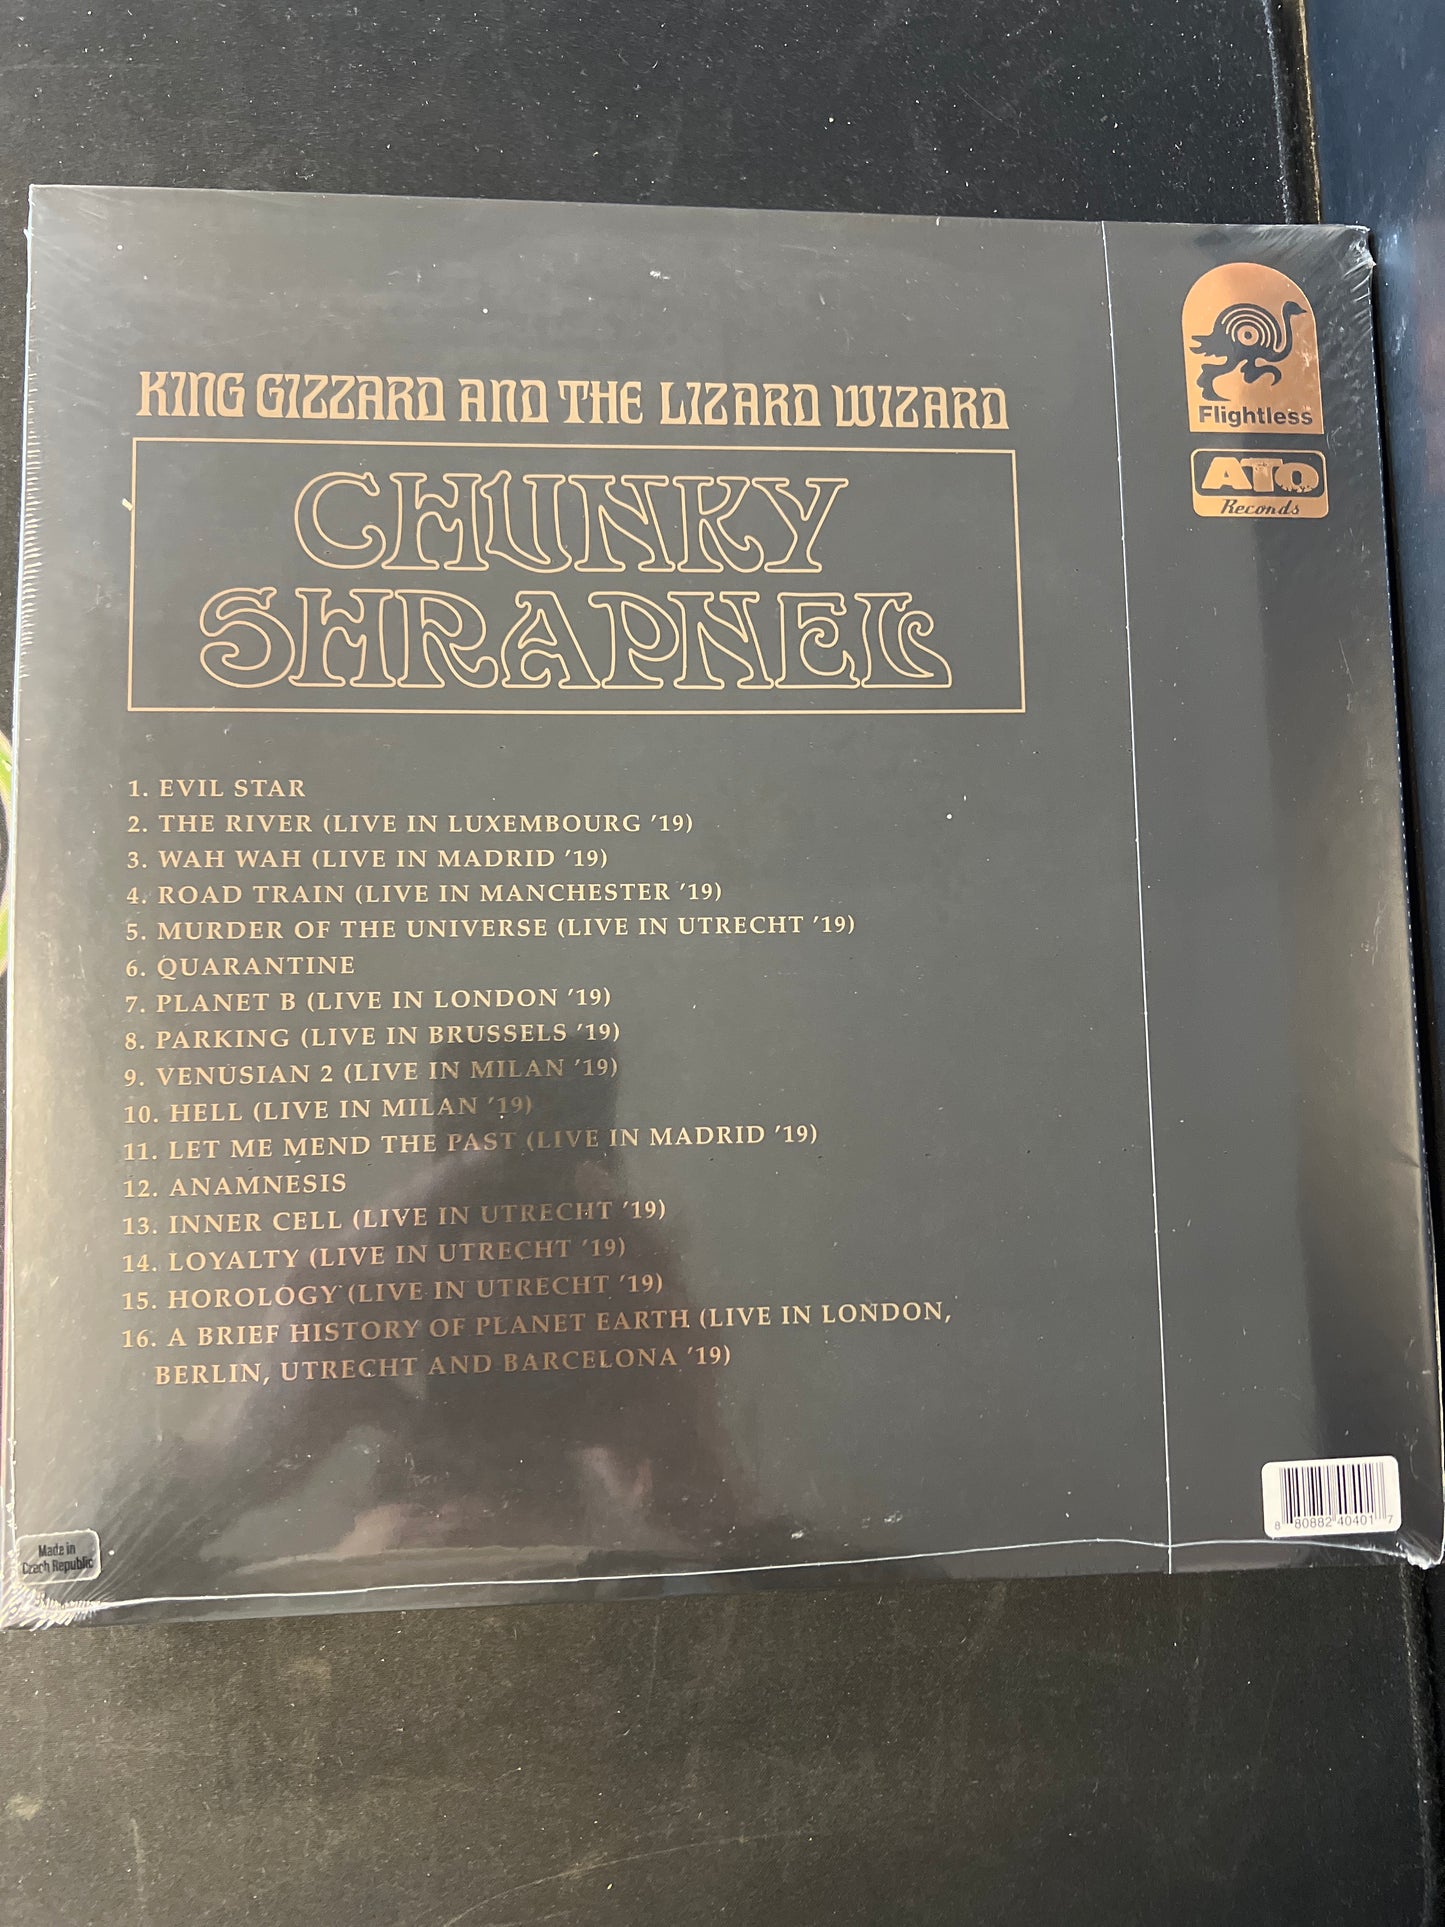 KING GIZZARD AND THE LIZARD WIZARD
CHUNKY
SHRAPNEL
Flightless
ATO
Records
1. EVIL STAR
2. THE RIVER (LIVE IN LUXEMBOURG '19)
3. WAH WAH (LIVE IN MADRID '19)
4. ROAD TRAIN (LIVE IN MANCHESTER '19)
5. MURDER OF THE UNIVERSE (LIVE IN UTRECHT '19)
6. QUARANTINE
7. PLANET B (LIVE IN LONDON '19)
8. PARKING (LIVE IN BRUSSELS '19)
9. VENUSIAN 2 (LIVE IN MILAN '19)
10. HELL (LIVE IN MILAN '19)
11. LET ME MEND THE PAST (LIVE IN MADRID '19)
12. ANAMNESIS
13. INNER CELL (LIVE IN UTRECHT '19)
14. LOYALTY (LIVE IN UTRECHT '19)
15. HOROLOGY (LIVE IN UTRECHT '19)
16. A BRIEF HISTORY OF PLANET EARTH (LIVE IN LONDON,
BERLIN, UTRECHT AND BARCELONA '19)
8 80882 40401 7
Made in
Czech Republic